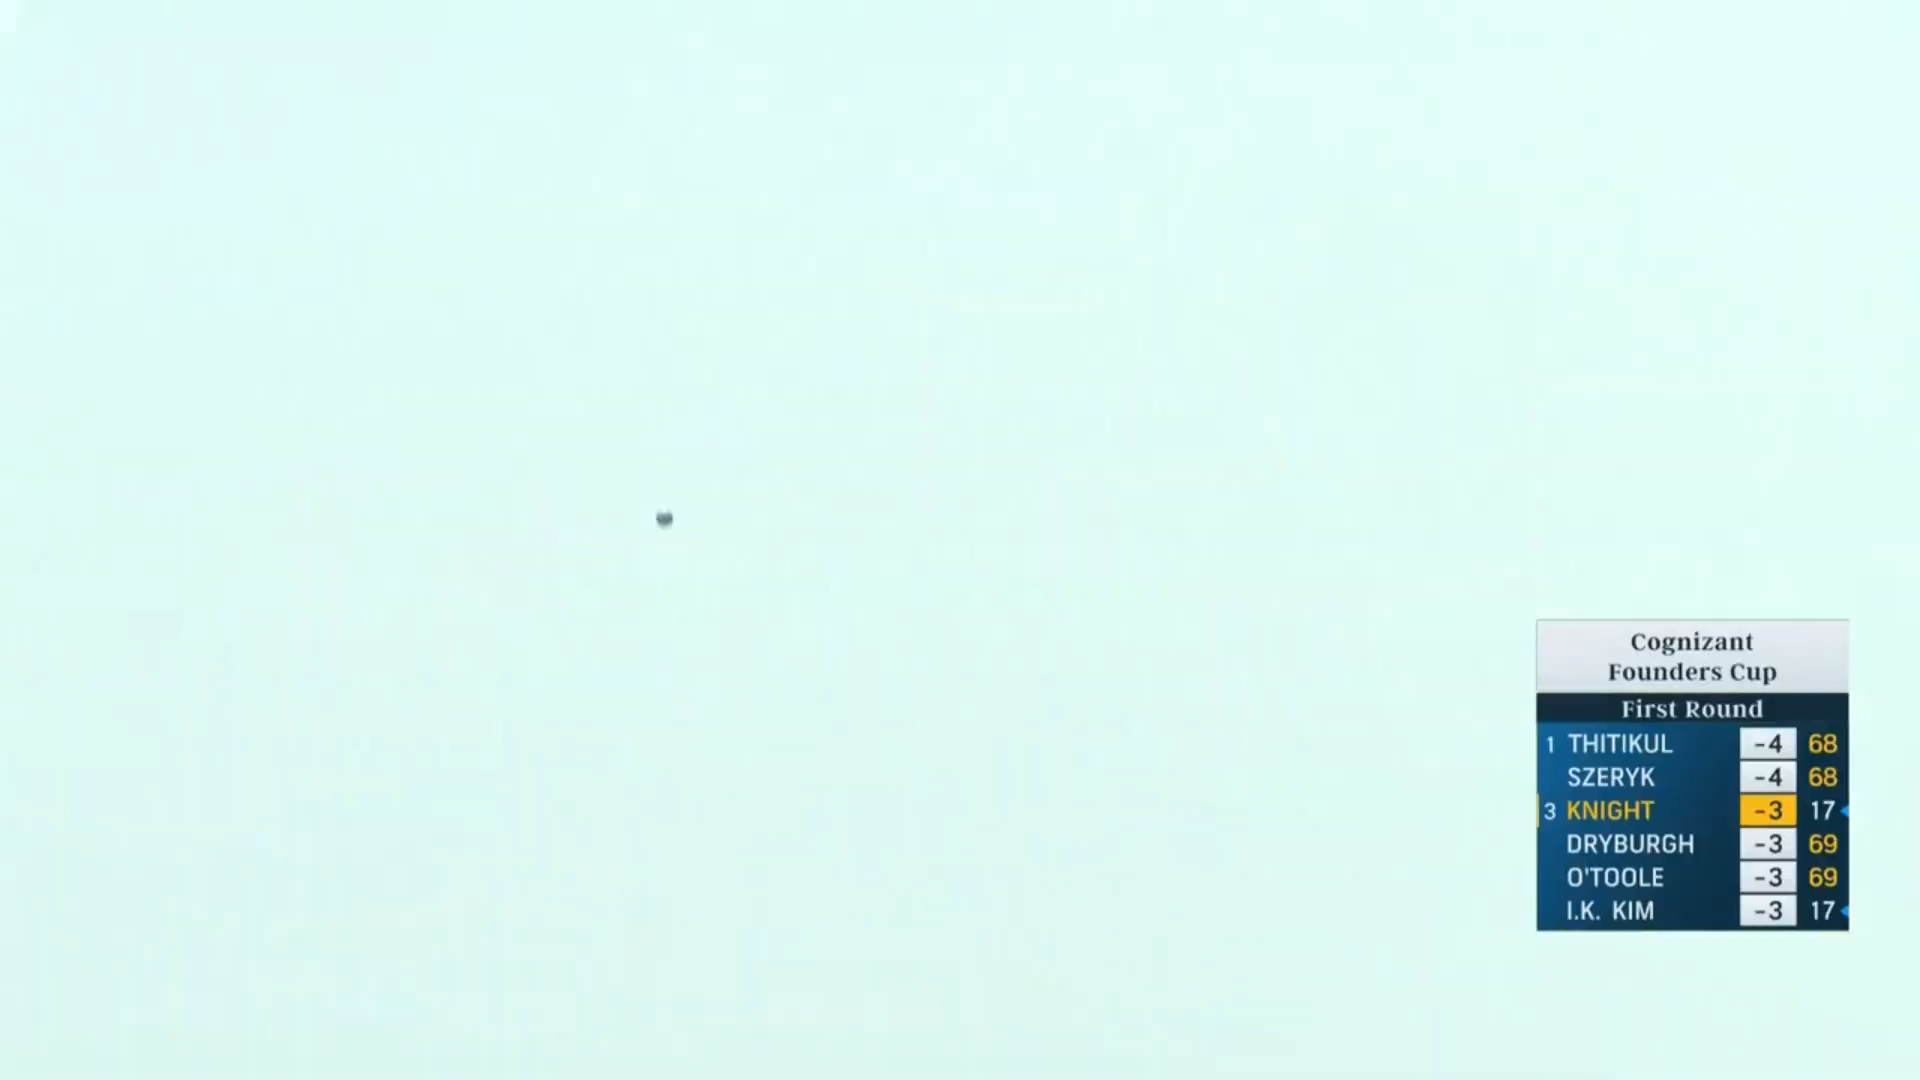 Cognizant
Founders Cup
First Round
1 THITIKUL -4 68
SZERYK -4 68
3 KNIGHT -3 17
DRYBURGH -3 69
O'TOOLE -3 69
I.K. KIM -3 17